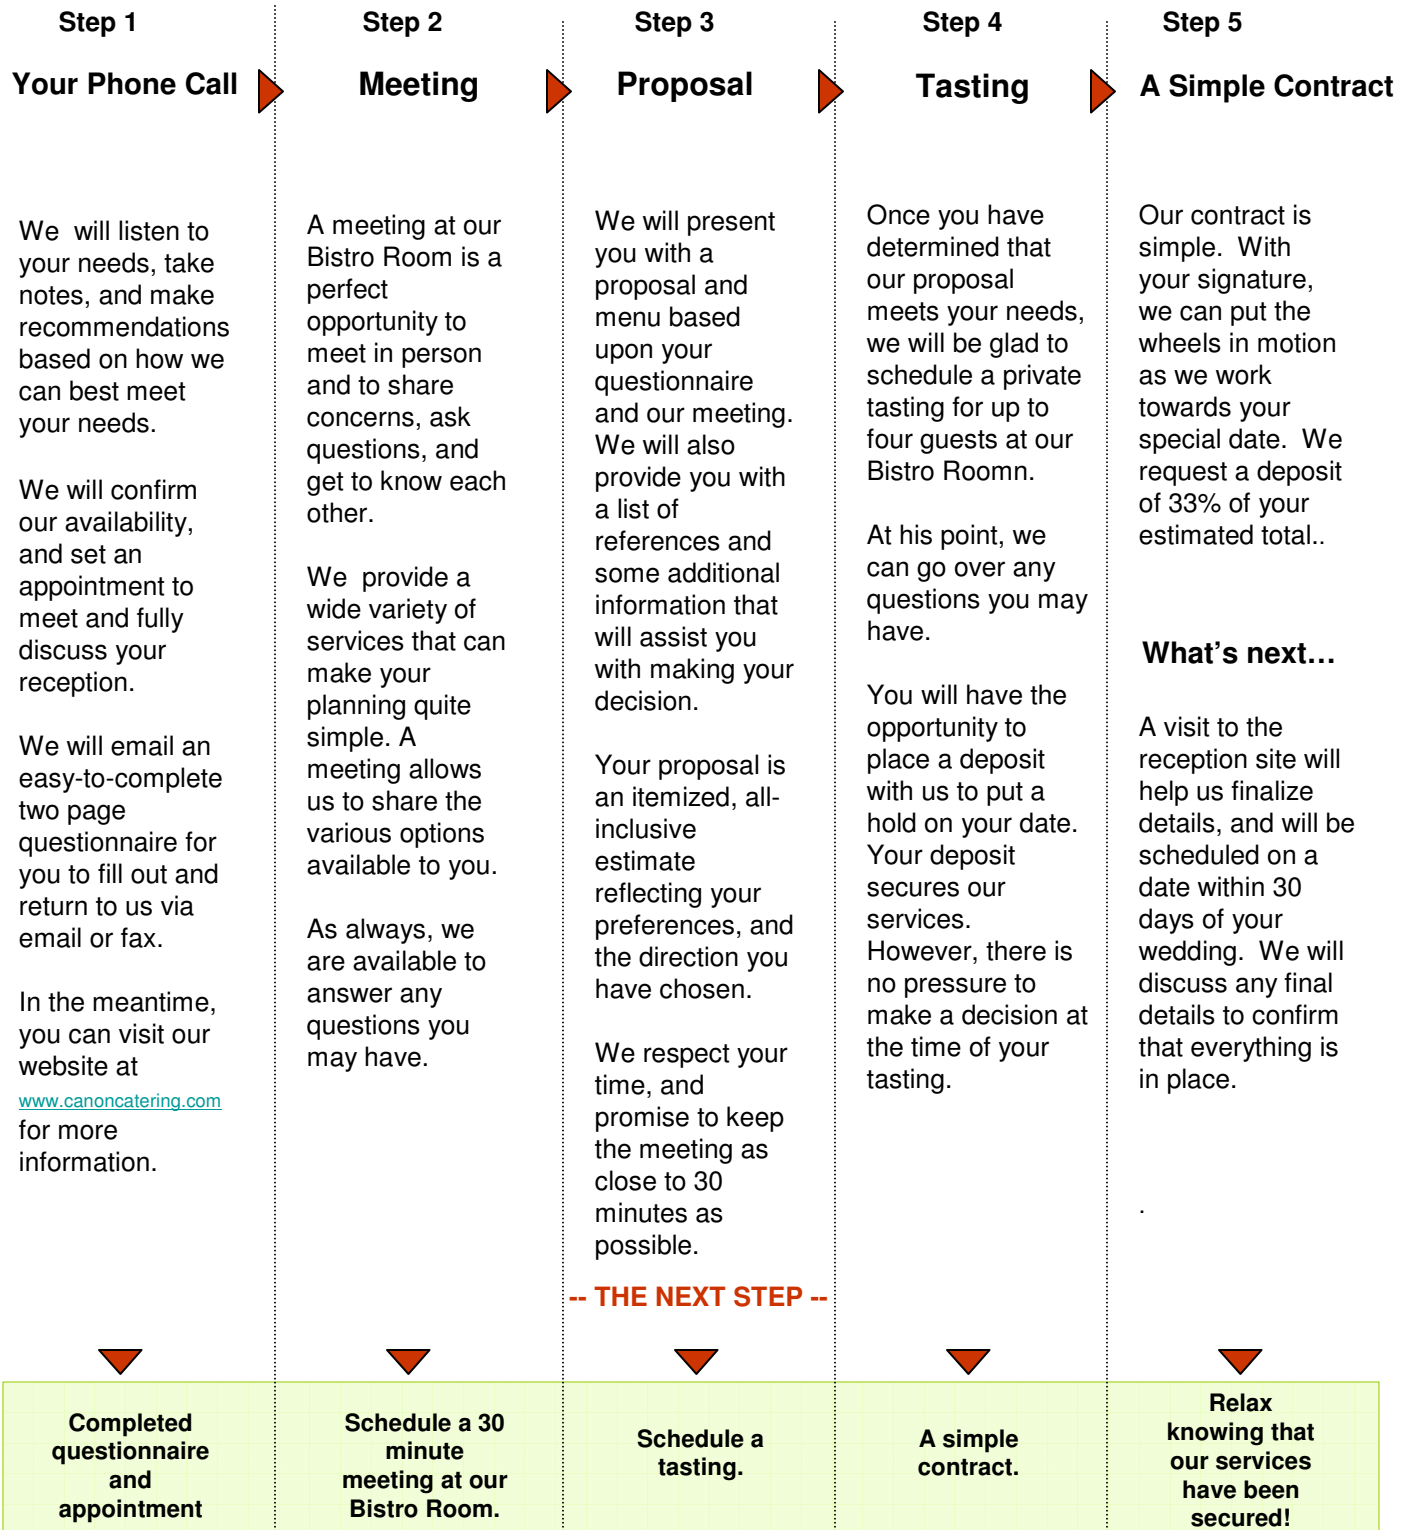 Step 1
Your Phone Call
We will listen to
your needs, take
notes, and make
recommendations
based on how we
can best meet
your needs.
We will confirm
our availability,
and set an
appointment to
meet and fully
discuss your
reception.
We will email an
easy-to-complete
two page
questionnaire for
you to fill out and
return to us via
email or fax.
In the meantime,
you can visit our
website at
www.canoncatering.com
for more
information.
Completed
questionnaire
and
appointment
Step 2
Meeting
A meeting at our
Bistro Room is a
perfect
opportunity to
meet in person
and to share
concerns, ask
questions, and
get to know each
other.
We provide a
wide variety of
services that can
make your
planning quite
simple. A
meeting allows
us to share the
various options
available to you.
As always, we
are available to
answer any
questions you
may have.
Schedule a 30
minute
meeting at our
Bistro Room.
Step 3
Proposal
We will present
you with a
proposal and
menu based
upon your
questionnaire
and our meeting.
We will also
provide you with
a list of
references and
some additional
information that
will assist you
with making your
decision.
Your proposal is
an itemized, all-
inclusive
estimate
reflecting your
preferences, and
the direction you
have chosen.
We respect your
time, and
promise to keep
the meeting as
close to 30
minutes as
possible.
-- THE NEXT STEP --
Schedule a
tasting.
Step 4
Tasting
Once you have
determined that
our proposal
meets your needs,
we will be glad to
schedule a private
tasting for up to
four guests at our
Bistro Roomn.
At his point, we
can go over any
questions you may
have.
You will have the
opportunity to
place a deposit
with us to put a
hold on your date.
Your deposit
secures our
services.
However, there is
no pressure to
make a decision at
the time of your
tasting.
A simple
contract.
Step 5
A Simple Contract
Our contract is
simple. With
your signature,
we can put the
wheels in motion
as we work
towards your
special date. We
request a deposit
of 33% of your
estimated total..
What's next…
A visit to the
reception site will
help us finalize
details, and will be
scheduled on a
date within 30
days of your
wedding. We will
discuss any final
details to confirm
that everything is
in place.
.
Relax
knowing that
our services
have been
secured!